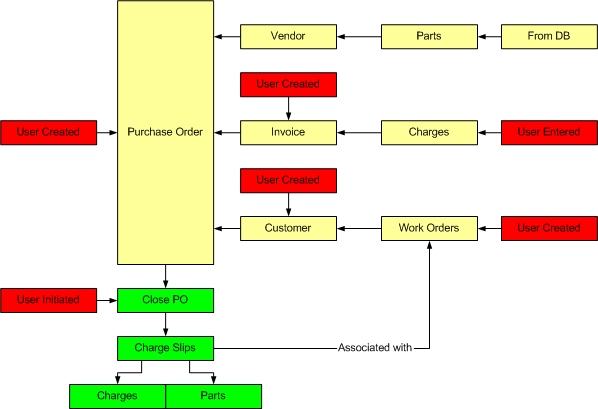 Vendor
Parts
From DB
User Created
User Created
Purchase Order
Invoice
Charges
User Entered
User Created
Customer
Work Orders
User Created
User Initiated
Close PO
Charge Slips
Associated with
Charges
Parts